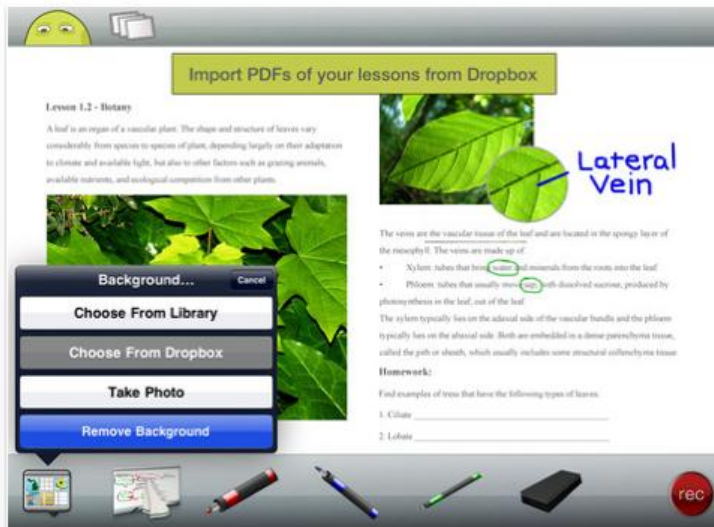 Import PDFs of your lessons from Dropbox
Lesson 1.2 - Botany
A leaf is an organ of a vascular plant. The shape and structure of leaves vary
considerably from species to species of plant, depending largely on their adaptation
to climate and available light, but also to other factors such as grazing animals,
available nutrients, and ecological competition from other plants.
Lateral
Vein
The veins are the vascular tissue of the leaf and are located in the spongy layer of
the mesophyll. The veins are made up of
• Xylem tubes that bring water and minerals from the roots into the leaf
• Phloem tubes that usually move sap, with dissolved sucrose, produced by
photosynthesis in the leaf, out of the leaf
The xylem typically lies on the adaxial side of the vascular bundle and the phloem
typically lies on the abaxial side. Both are embedded in a dense parenchyma tissue,
called the pith or sheath, which usually includes some structural collenchyma tissue
Homework:
Find examples of trees that have the following types of leaves.
1. Ciliate
2. Lobate
Background...
Cancel
Choose From Library
Choose From Dropbox
Take Photo
Remove Background
rec